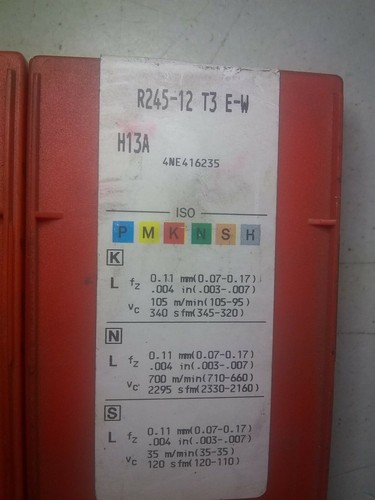 R245-12 T3 E-W
H13A
4NE416235
ISO
P M K N S H
K
L fz 0.11 mm(0.07-0.17)
.004 in(.003-.007)
vc 105 m/min(105-95)
340 sfm(345-320)
N
L fz 0.11 mm(0.07-0.17)
.004 in(.003-.007)
vc 700 m/min(710-660)
2295 sfm(2330-2160)
S
L fz 0.11 mm(0.07-0.17)
.004 in(.003-.007)
vc 35 m/min(35-35)
120 sfm(120-110)